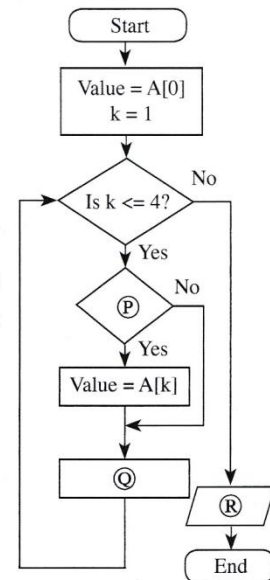 Start
Value = A[0]
k = 1
Is k <= 4?
No
Yes
Ⓟ
No
Yes
Value = A[k]
Ⓠ
Ⓡ
End